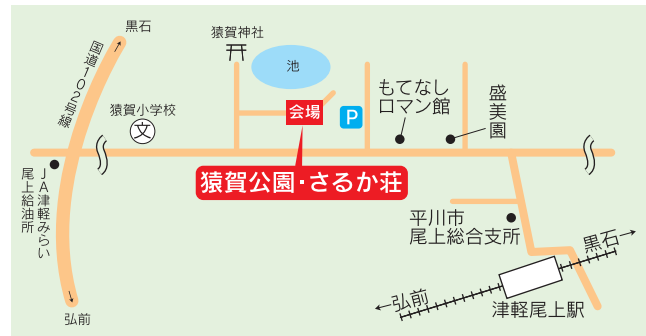 黒石
国道102号線
猿賀小学校
文
猿賀神社
池
会場
P
もてなし
ロマン館
盛美園
猿賀公園・さるか荘
JA津軽みらい
尾上給油所
弘前
平川市
尾上総合支所
黒石
弘前
津軽尾上駅